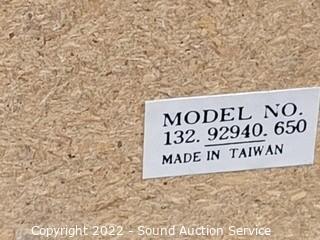 MODEL NO.
132. 92940. 650
MADE IN TAIWAN
Copyright 2022 - Sound Auction Service